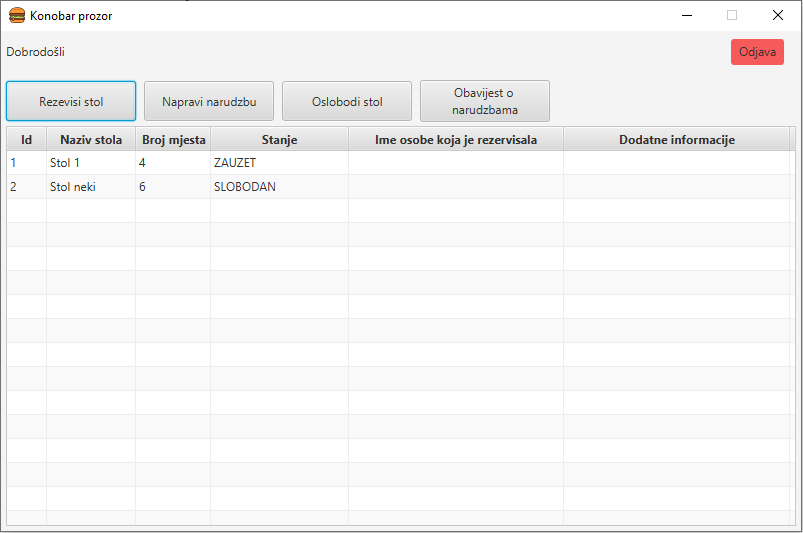 Konobar prozor
Dobrodošli
Odjava
Rezevisi stol
Napravi narudzbu
Oslobodi stol
Obavijest o
narudzbama
Id Naziv stola Broj mjesta Stanje Ime osobe koja je rezervisala Dodatne informacije
1 Stol 1 4 ZAUZET
2 Stol neki 6 SLOBODAN